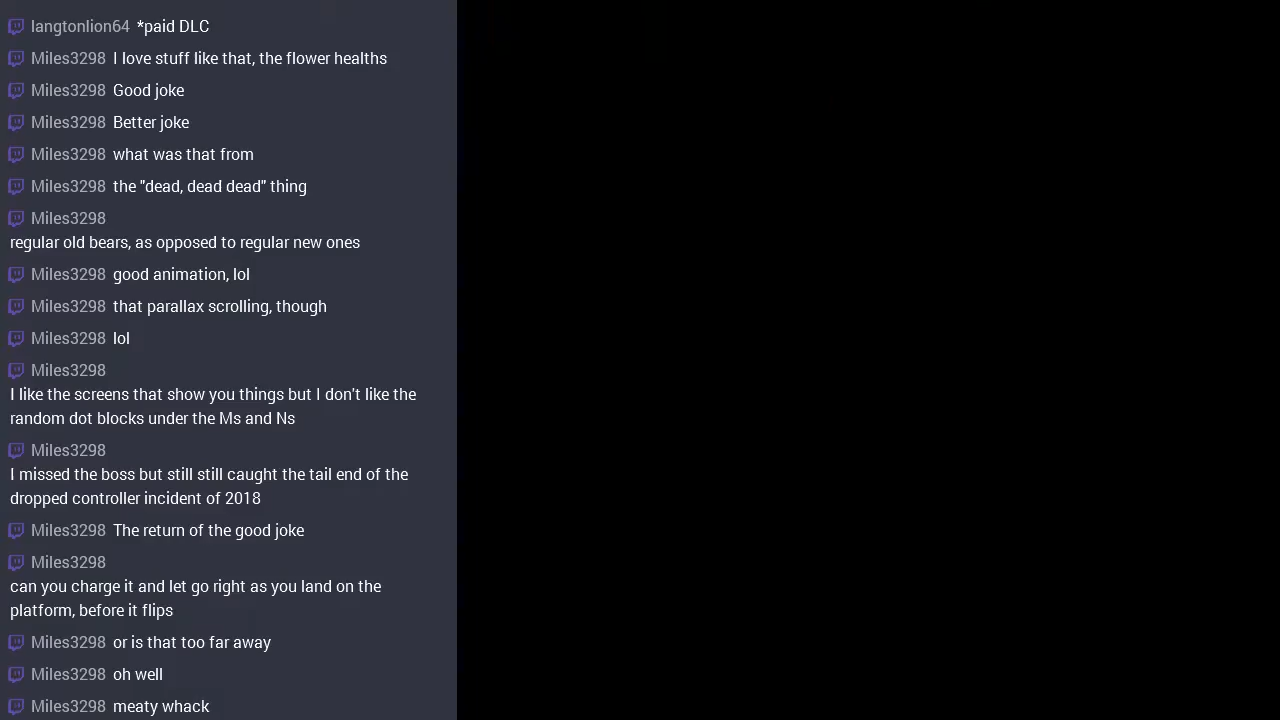 langtonlion64 *paid DLC
Miles3298 I love stuff like that, the flower healths
Miles3298 Good joke
Miles3298 Better joke
Miles3298 what was that from
Miles3298 the "dead, dead dead" thing
Miles3298
regular old bears, as opposed to regular new ones
Miles3298 good animation, lol
Miles3298 that parallax scrolling, though
Miles3298 lol
Miles3298
I like the screens that show you things but I don't like the
random dot blocks under the Ms and Ns
Miles3298
I missed the boss but still still caught the tail end of the
dropped controller incident of 2018
Miles3298 The return of the good joke
Miles3298
can you charge it and let go right as you land on the
platform, before it flips
Miles3298 or is that too far away
Miles3298 oh well
Miles3298 meaty whack